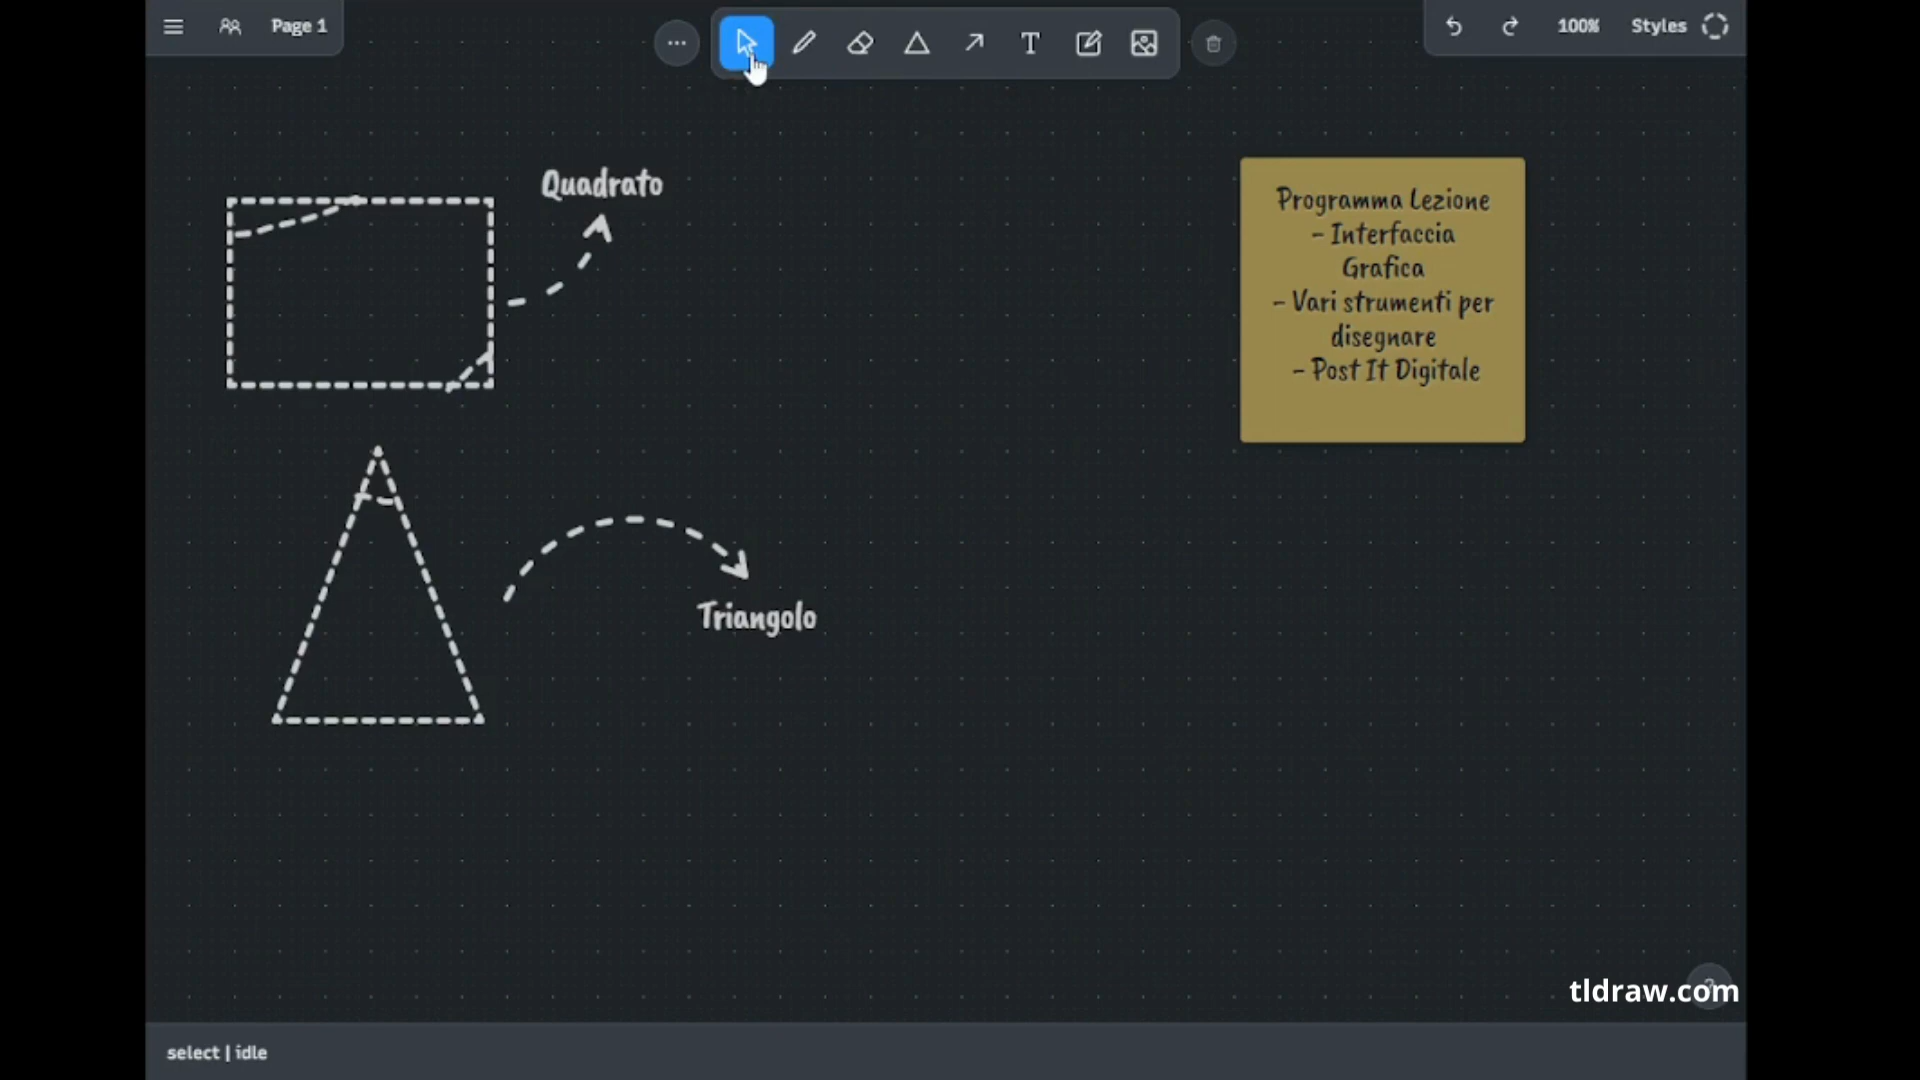 Page 1
100%
Styles
Quadrato
Programma Lezione
- Interfaccia
Grafica
- Vari strumenti per
disegnare
- Post It Digitale
Triangolo
tldraw.com
select | idle